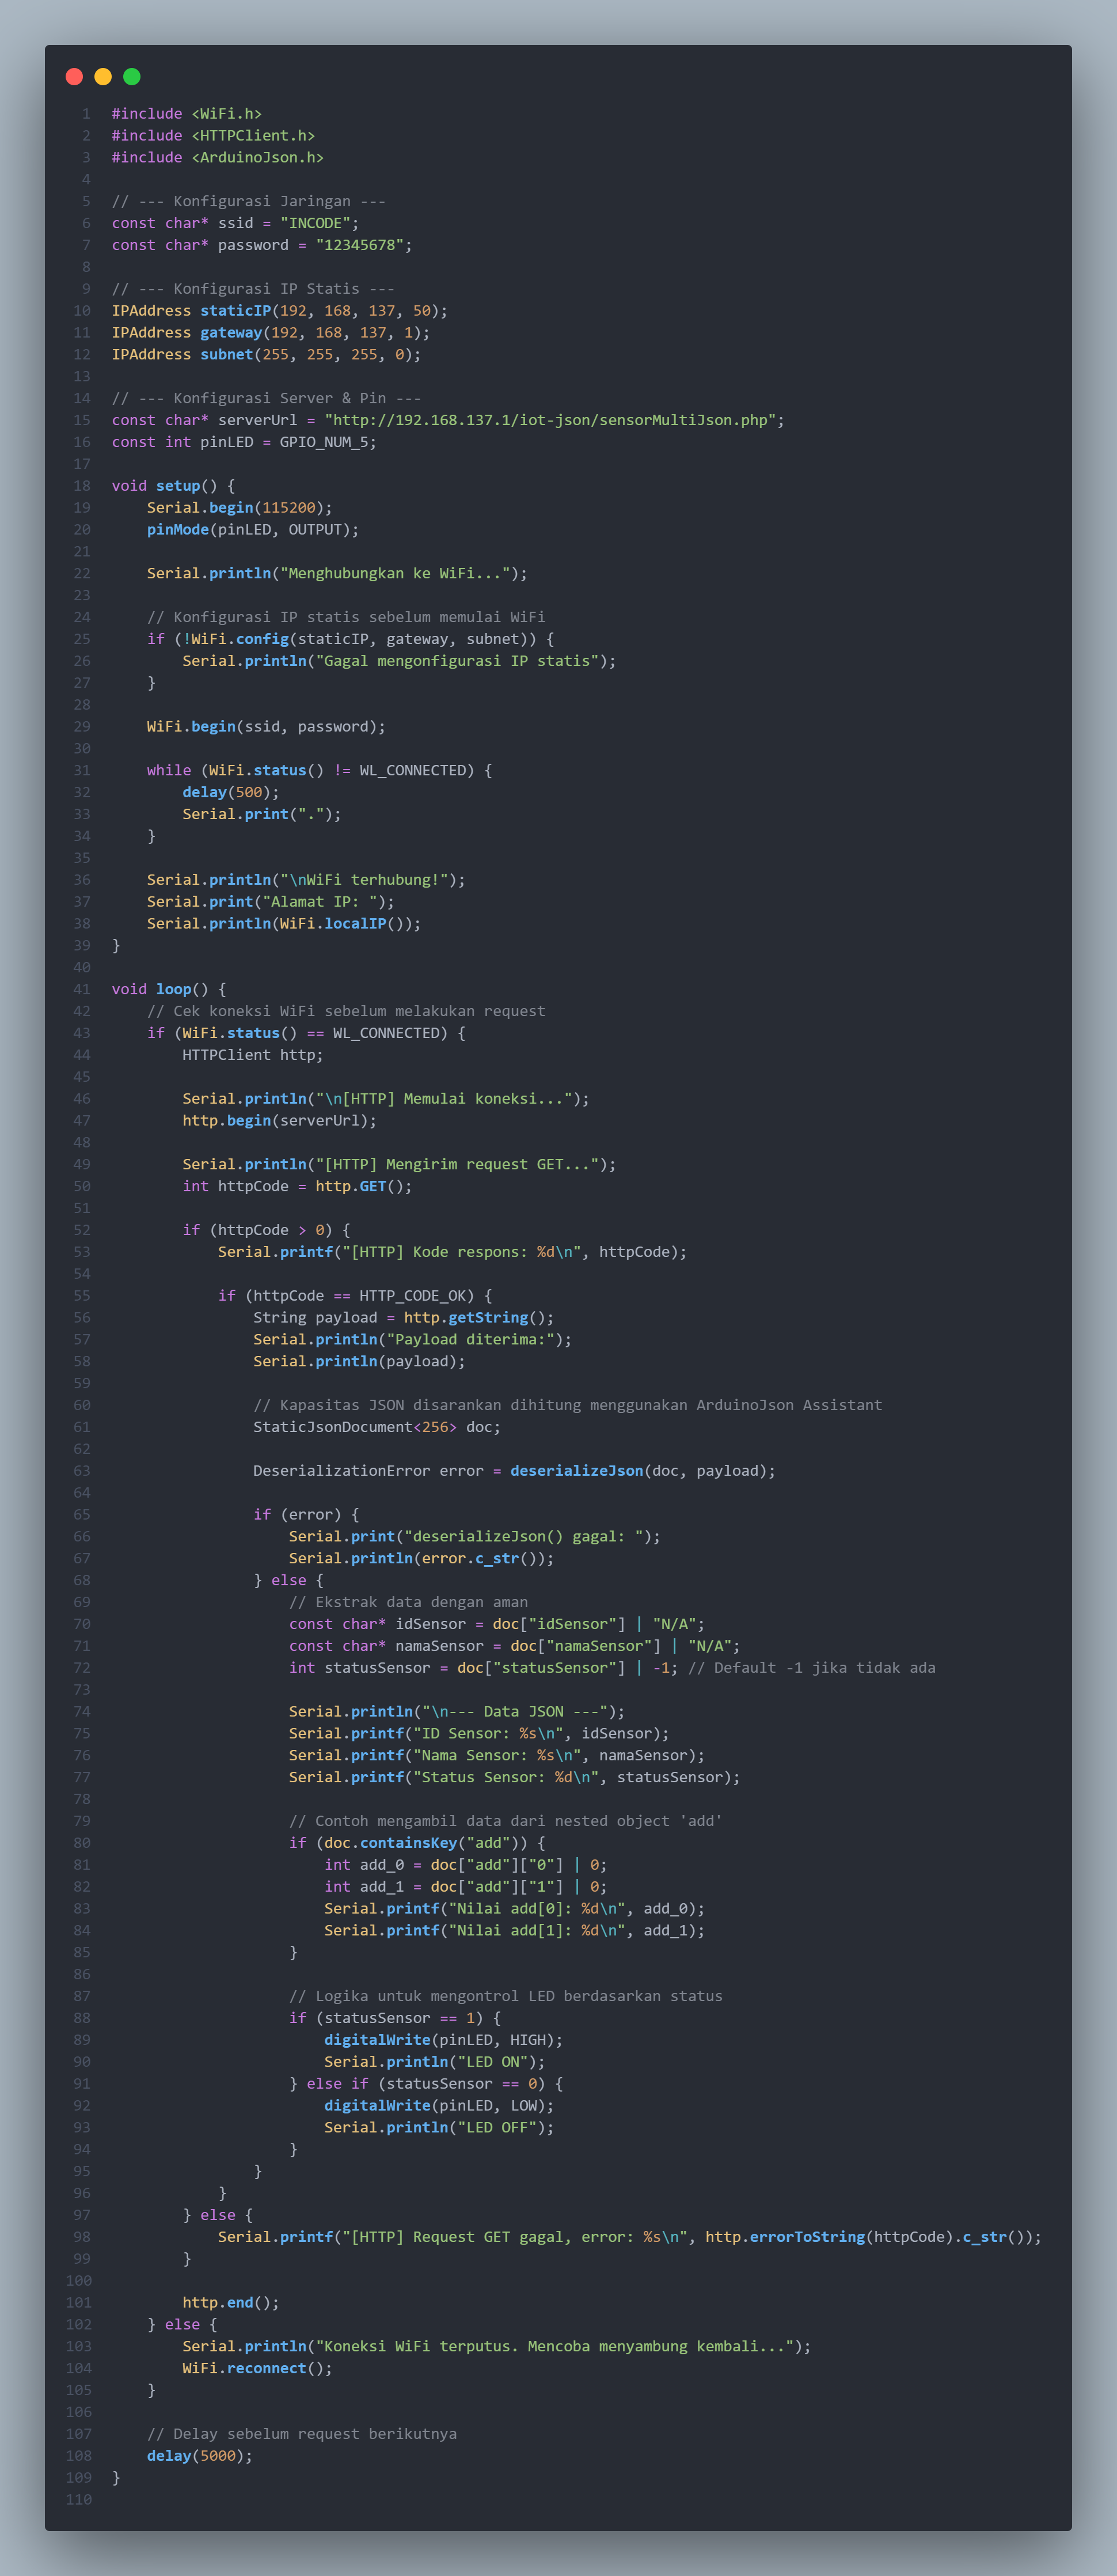 1 #include <WiFi.h>
2 #include <HTTPClient.h>
3 #include <ArduinoJson.h>
4
5 // --- Konfigurasi Jaringan ---
6 const char* ssid = "INCODE";
7 const char* password = "12345678";
8
9 // --- Konfigurasi IP Statis ---
10 IPAddress staticIP(192, 168, 137, 50);
11 IPAddress gateway(192, 168, 137, 1);
12 IPAddress subnet(255, 255, 255, 0);
13
14 // --- Konfigurasi Server & Pin ---
15 const char* serverUrl = "http://192.168.137.1/iot-json/sensorMultiJson.php";
16 const int pinLED = GPIO_NUM_5;
17
18 void setup() {
19     Serial.begin(115200);
20     pinMode(pinLED, OUTPUT);
21
22     Serial.println("Menghubungkan ke WiFi...");
23
24     // Konfigurasi IP statis sebelum memulai WiFi
25     if (!WiFi.config(staticIP, gateway, subnet)) {
26         Serial.println("Gagal mengonfigurasi IP statis");
27     }
28
29     WiFi.begin(ssid, password);
30
31     while (WiFi.status() != WL_CONNECTED) {
32         delay(500);
33         Serial.print(".");
34     }
35
36     Serial.println("\nWiFi terhubung!");
37     Serial.print("Alamat IP: ");
38     Serial.println(WiFi.localIP());
39 }
40
41 void loop() {
42     // Cek koneksi WiFi sebelum melakukan request
43     if (WiFi.status() == WL_CONNECTED) {
44         HTTPClient http;
45
46         Serial.println("\n[HTTP] Memulai koneksi...");
47         http.begin(serverUrl);
48
49         Serial.println("[HTTP] Mengirim request GET...");
50         int httpCode = http.GET();
51
52         if (httpCode > 0) {
53             Serial.printf("[HTTP] Kode respons: %d\n", httpCode);
54
55             if (httpCode == HTTP_CODE_OK) {
56                 String payload = http.getString();
57                 Serial.println("Payload diterima:");
58                 Serial.println(payload);
59
60                 // Kapasitas JSON disarankan dihitung menggunakan ArduinoJson Assistant
61                 StaticJsonDocument<256> doc;
62
63                 DeserializationError error = deserializeJson(doc, payload);
64
65                 if (error) {
66                     Serial.print("deserializeJson() gagal: ");
67                     Serial.println(error.c_str());
68                 } else {
69                     // Ekstrak data dengan aman
70                     const char* idSensor = doc["idSensor"] | "N/A";
71                     const char* namaSensor = doc["namaSensor"] | "N/A";
72                     int statusSensor = doc["statusSensor"] | -1; // Default -1 jika tidak ada
73
74                     Serial.println("\n--- Data JSON ---");
75                     Serial.printf("ID Sensor: %s\n", idSensor);
76                     Serial.printf("Nama Sensor: %s\n", namaSensor);
77                     Serial.printf("Status Sensor: %d\n", statusSensor);
78
79                     // Contoh mengambil data dari nested object 'add'
80                     if (doc.containsKey("add")) {
81                         int add_0 = doc["add"]["0"] | 0;
82                         int add_1 = doc["add"]["1"] | 0;
83                         Serial.printf("Nilai add[0]: %d\n", add_0);
84                         Serial.printf("Nilai add[1]: %d\n", add_1);
85                     }
86
87                     // Logika untuk mengontrol LED berdasarkan status
88                     if (statusSensor == 1) {
89                         digitalWrite(pinLED, HIGH);
90                         Serial.println("LED ON");
91                     } else if (statusSensor == 0) {
92                         digitalWrite(pinLED, LOW);
93                         Serial.println("LED OFF");
94                     }
95                 }
96             }
97         } else {
98             Serial.printf("[HTTP] Request GET gagal, error: %s\n", http.errorToString(httpCode).c_str());
99         }
100
101         http.end();
102     } else {
103         Serial.println("Koneksi WiFi terputus. Mencoba menyambung kembali...");
104         WiFi.reconnect();
105     }
106
107     // Delay sebelum request berikutnya
108     delay(5000);
109 }
110